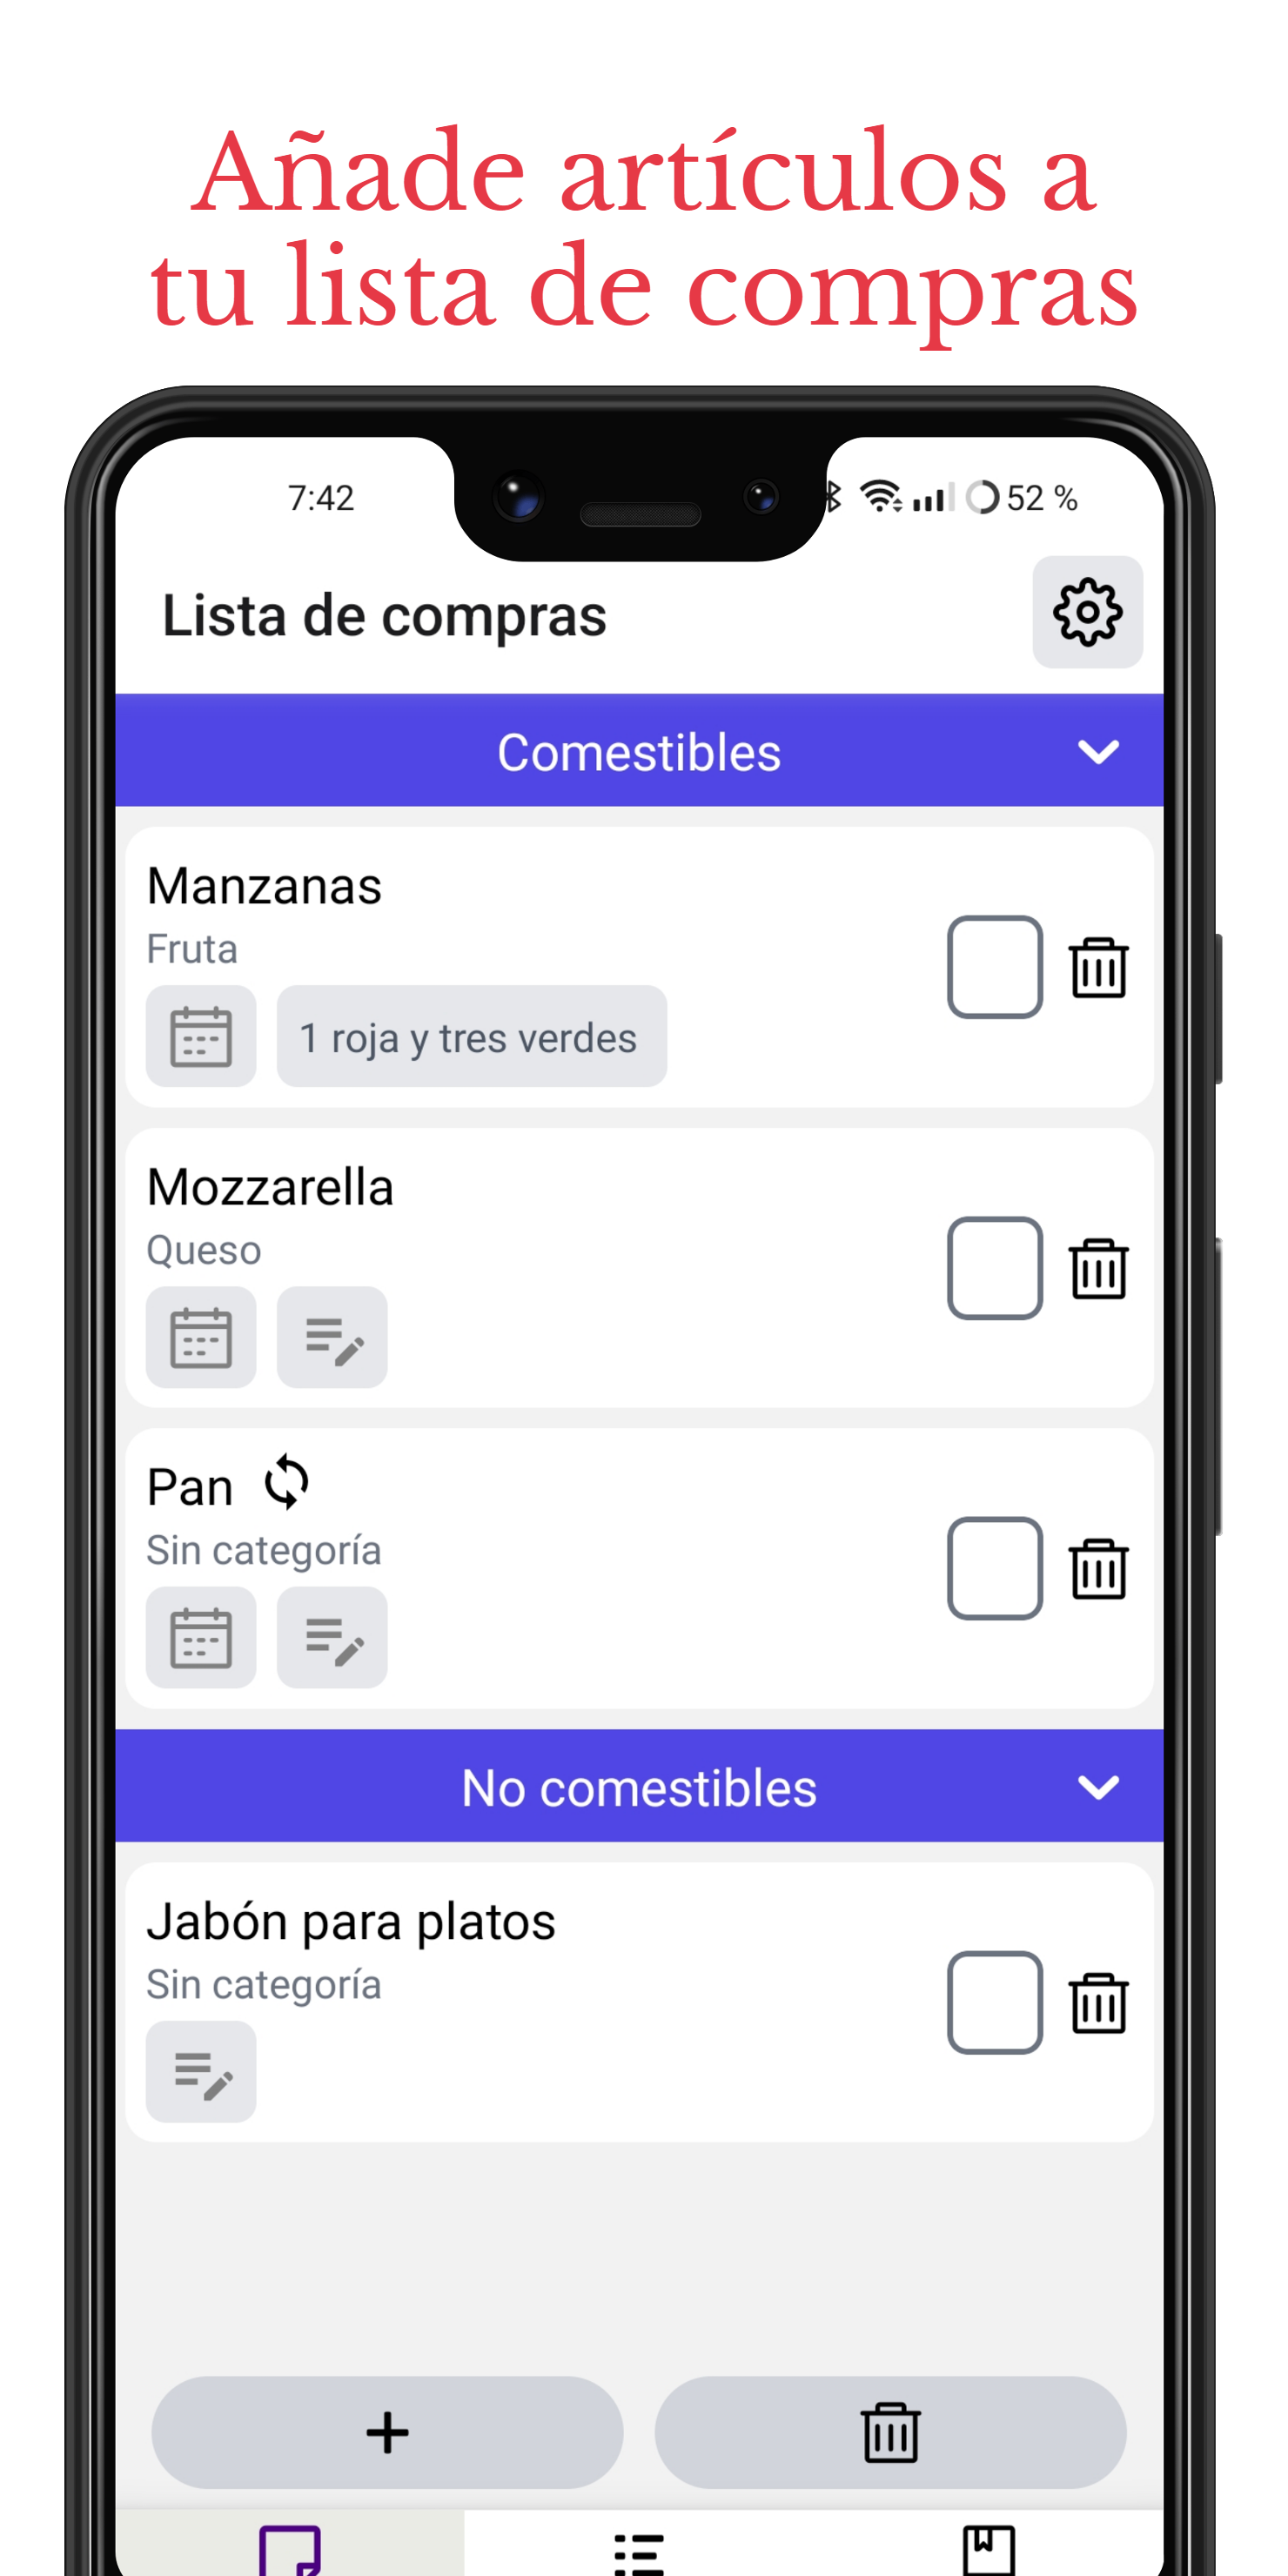 Añade artículos a
tu lista de compras
7:42
52 %
Lista de compras
Comestibles
Manzanas
Fruta
1 roja y tres verdes
Mozzarella
Queso
Pan
Sin categoría
No comestibles
Jabón para platos
Sin categoría